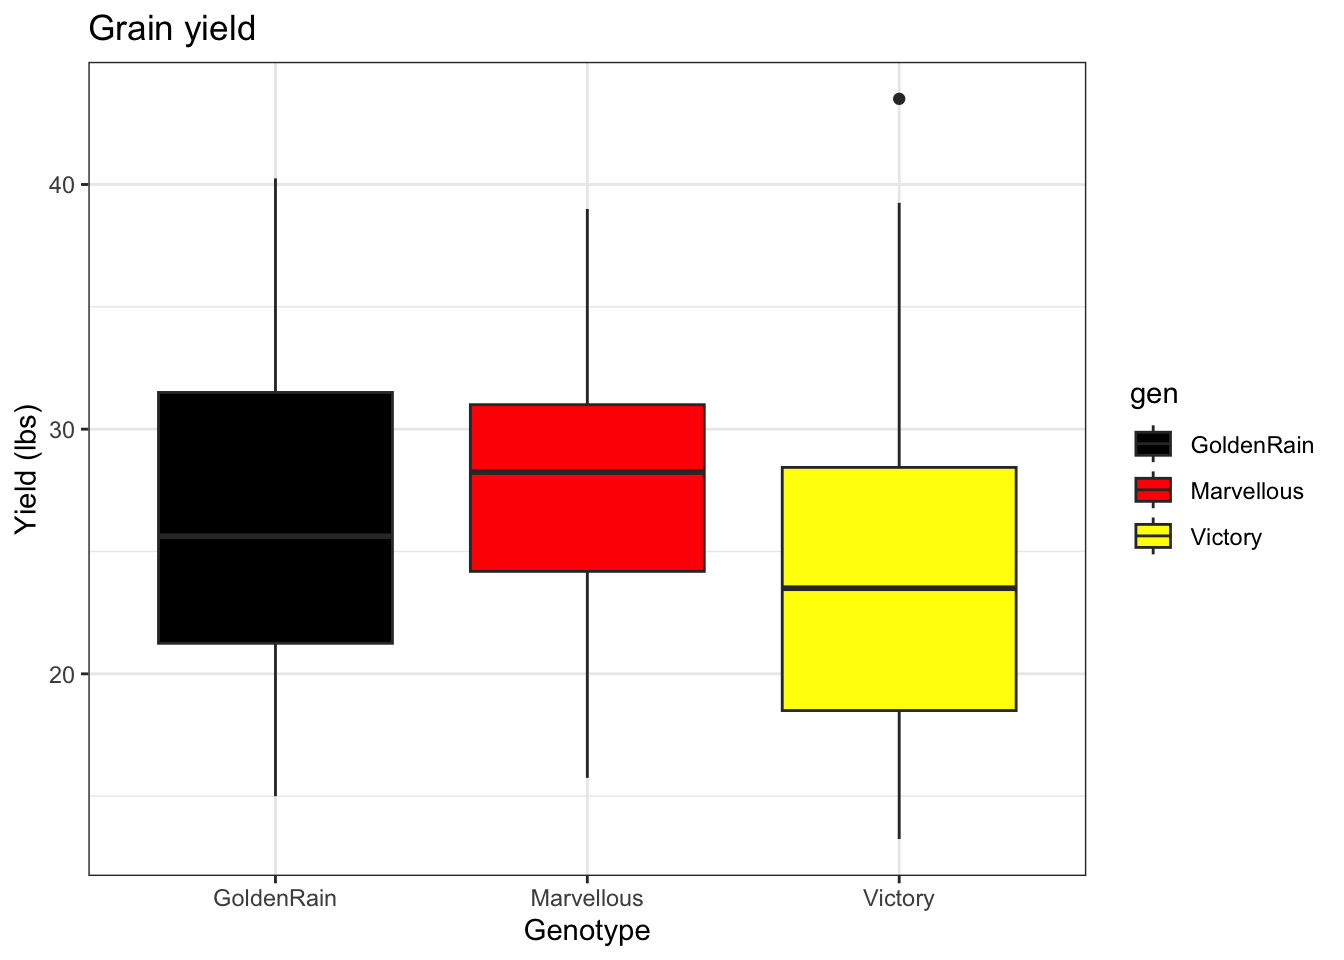 Grain yield
Yield (lbs)
40
30
20
GoldenRain
Marvellous
Victory
Genotype
gen
GoldenRain
Marvellous
Victory